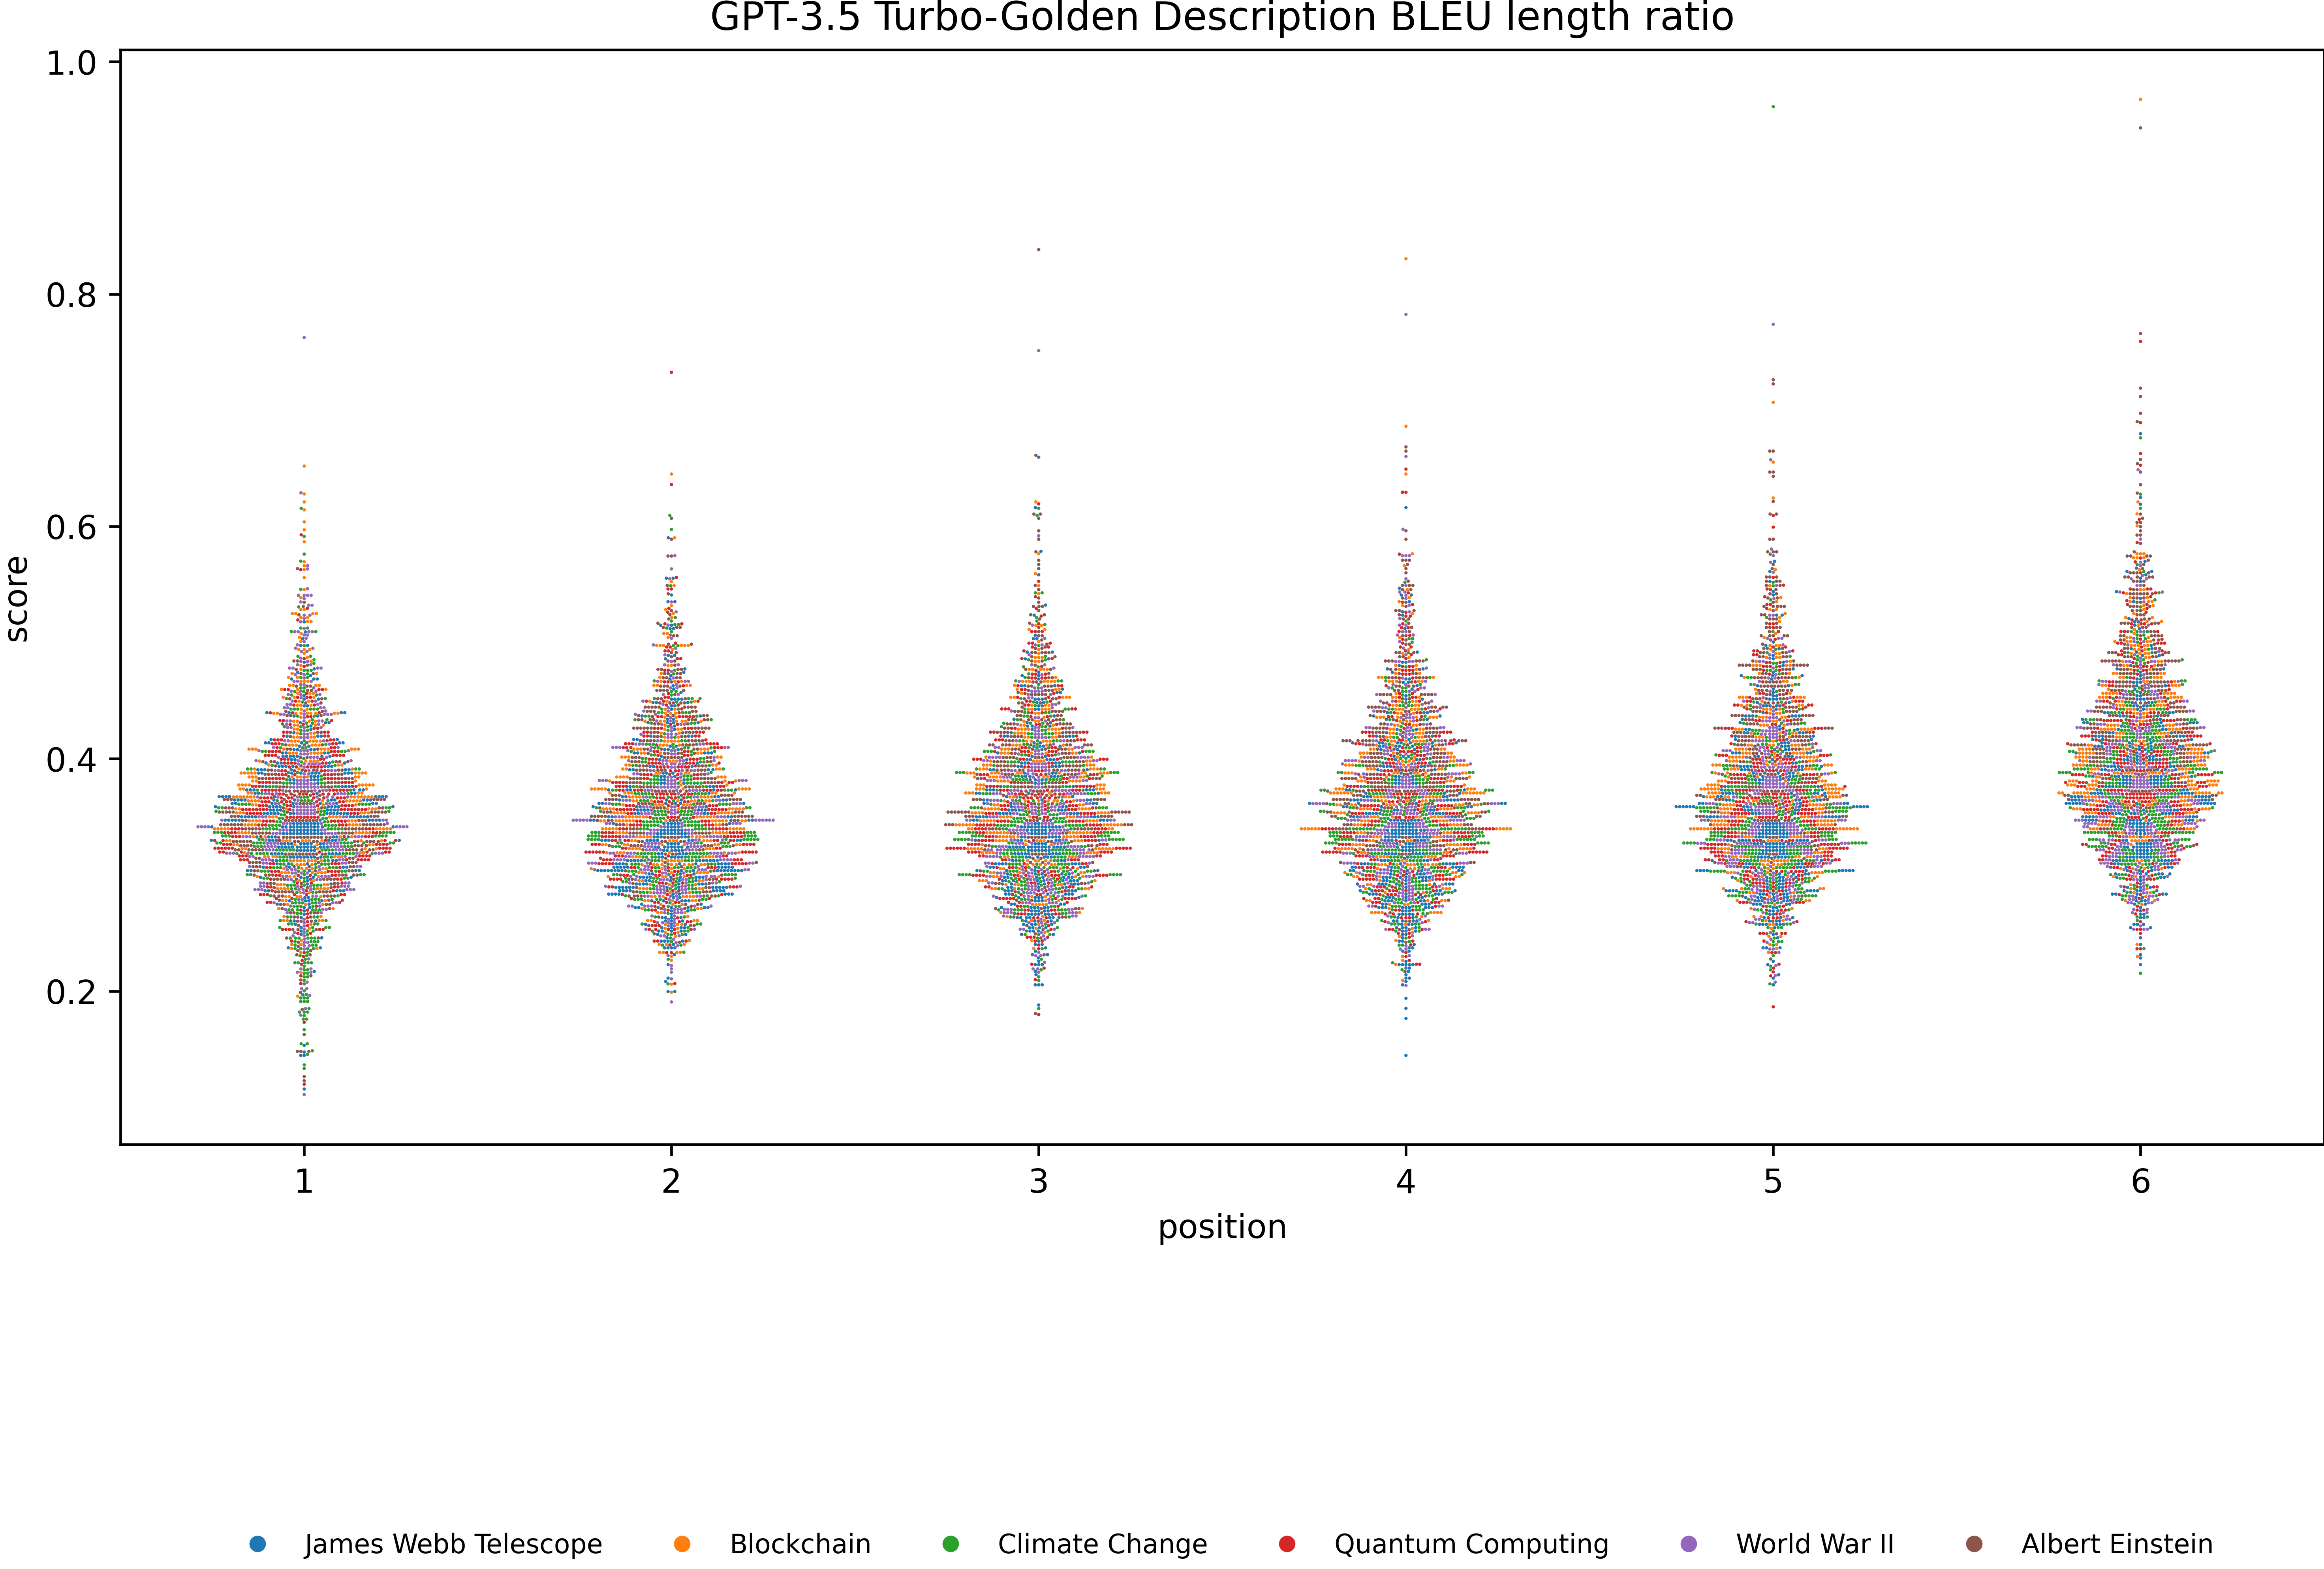 GPT-3.5 Turbo-Golden Description BLEU length ratio
1.0
0.8
0.6
0.4
0.2
score
1 2 3 4 5 6
position
James Webb Telescope Blockchain Climate Change Quantum Computing World War II Albert Einstein